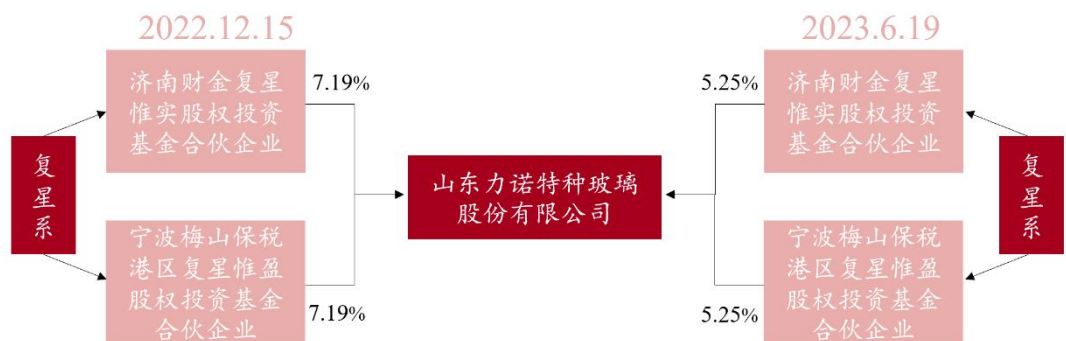 2022.12.15
2023.6.19
济南财金复星
惟实股权投资
基金合伙企业
7.19%
5.25%
济南财金复星
惟实股权投资
基金合伙企业
复星系
山东力诺特种玻璃
股份有限公司
复星系
宁波梅山保税
港区复星惟盈
股权投资基金
合伙企业
7.19%
5.25%
宁波梅山保税
港区复星惟盈
股权投资基金
合伙企业